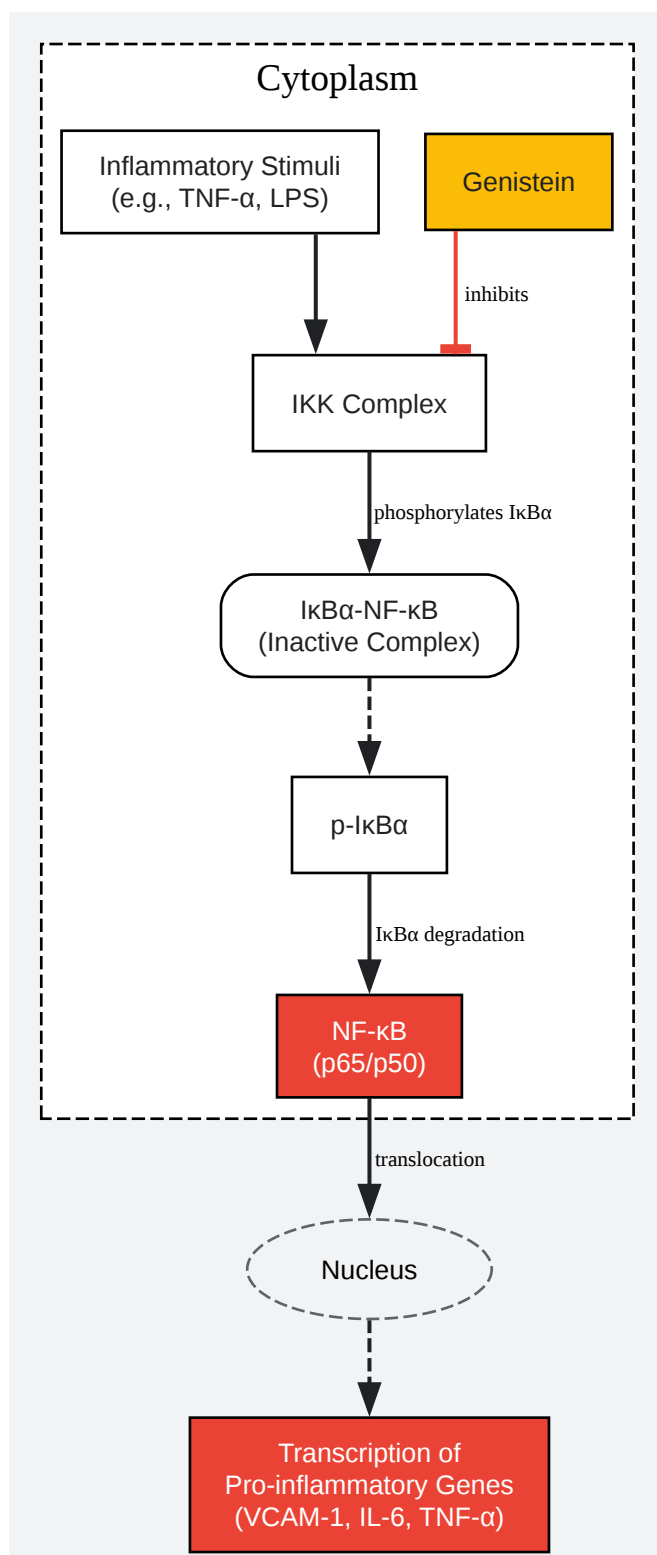 Cytoplasm
Inflammatory Stimuli
(e.g., TNF-α, LPS)
Genistein
inhibits
IKK Complex
phosphorylates IκBα
IκBα-NF-κB
(Inactive Complex)
p-IκBα
IκBα degradation
NF-κB
(p65/p50)
translocation
Nucleus
Transcription of
Pro-inflammatory Genes
(VCAM-1, IL-6, TNF-α)